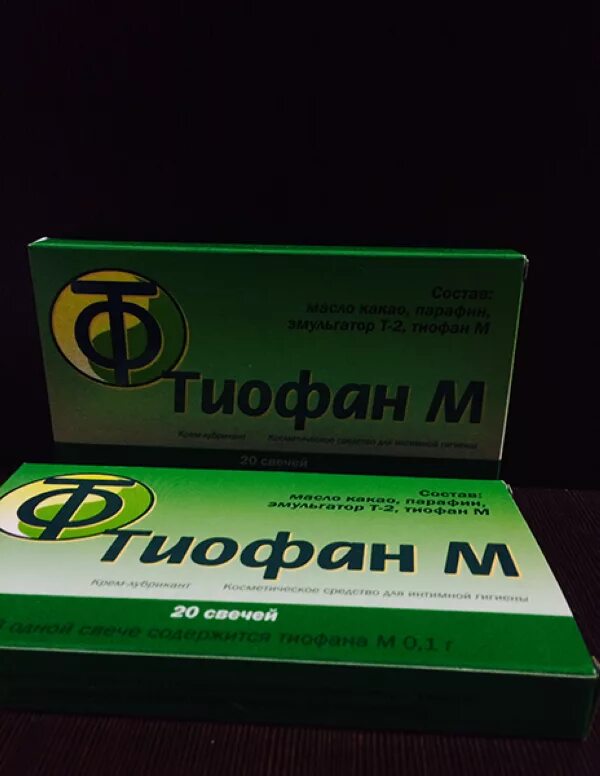 ТФ
Состав:
масло какао, парафин,
эмульгатор Т-2, тиофан М
Тиофан М
Крем-лубрикант Косметическое средство для интимной гигиены
20 свечей
ТФ
Состав:
масло какао, парафин,
эмульгатор Т-2, тиофан М
Тиофан М
Крем-лубрикант Косметическое средство для интимной гигиены
20 свечей
одной свече содержится тиофана М 0,1 г